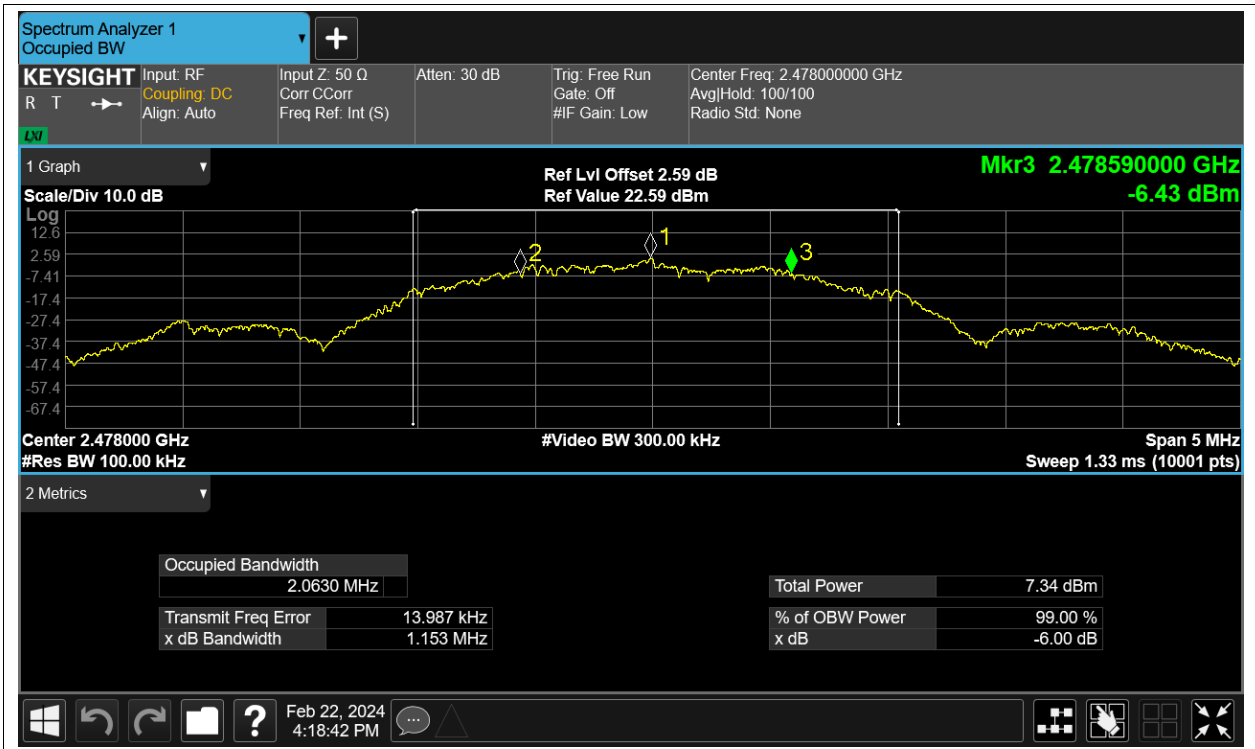 Spectrum Analyzer 1
Occupied BW
KEYSIGHT
R T
LXI
Input: RF
Coupling: DC
Align: Auto
Input Z: 50 Ω
Corr CCorr
Freq Ref: Int (S)
Atten: 30 dB
Trig: Free Run
Gate: Off
#IF Gain: Low
Center Freq: 2.478000000 GHz
Avg|Hold: 100/100
Radio Std: None
1 Graph
Scale/Div 10.0 dB
Ref Lvl Offset 2.59 dB
Ref Value 22.59 dBm
Mkr3 2.478590000 GHz
-6.43 dBm
Log
12.6
2.59
-7.41
-17.4
-27.4
-37.4
-47.4
-57.4
-67.4
2
1
3
Center 2.478000 GHz
#Res BW 100.00 kHz
#Video BW 300.00 kHz
Span 5 MHz
Sweep 1.33 ms (10001 pts)
2 Metrics
Occupied Bandwidth
2.0630 MHz
Transmit Freq Error 13.987 kHz
x dB Bandwidth 1.153 MHz
Total Power 7.34 dBm
% of OBW Power 99.00 %
x dB -6.00 dB
?
Feb 22, 2024
4:18:42 PM